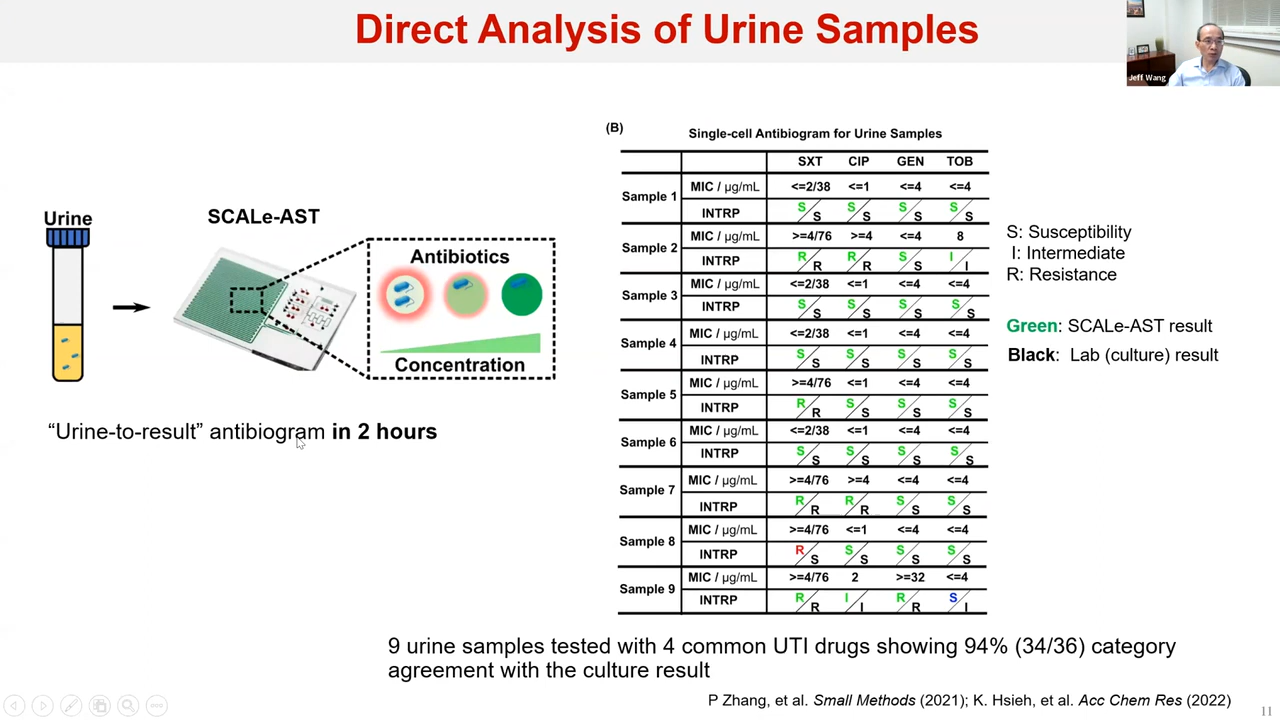 Direct Analysis of Urine Samples
Jeff Wang
Urine
SCALe-AST
Antibiotics
Concentration
“Urine-to-result” antibiogram in 2 hours
(B)
Single-cell Antibiogram for Urine Samples
SXT CIP GEN TOB
Sample 1
MIC / µg/mL <=2/38 <=1 <=4 <=4
INTRP S/S S/S S/S S/S
Sample 2
MIC / µg/mL >=4/76 >=4 <=4 8
INTRP R/R R/R S/S I/I
Sample 3
MIC / µg/mL <=2/38 <=1 <=4 <=4
INTRP S/S S/S S/S S/S
Sample 4
MIC / µg/mL <=2/38 <=1 <=4 <=4
INTRP S/S S/S S/S S/S
Sample 5
MIC / µg/mL >=4/76 <=1 <=4 <=4
INTRP R/R S/S S/S S/S
Sample 6
MIC / µg/mL <=2/38 <=1 <=4 <=4
INTRP S/S S/S S/S S/S
Sample 7
MIC / µg/mL >=4/76 >=4 <=4 <=4
INTRP R/R R/R S/S S/S
Sample 8
MIC / µg/mL >=4/76 <=1 <=4 <=4
INTRP R/S S/S S/S S/S
Sample 9
MIC / µg/mL >=4/76 2 >=32 <=4
INTRP R/R I/I R/R S/I
S: Susceptibility
I: Intermediate
R: Resistance
Green: SCALe-AST result
Black: Lab (culture) result
9 urine samples tested with 4 common UTI drugs showing 94% (34/36) category
agreement with the culture result
P Zhang, et al. Small Methods (2021); K. Hsieh, et al. Acc Chem Res (2022)
11